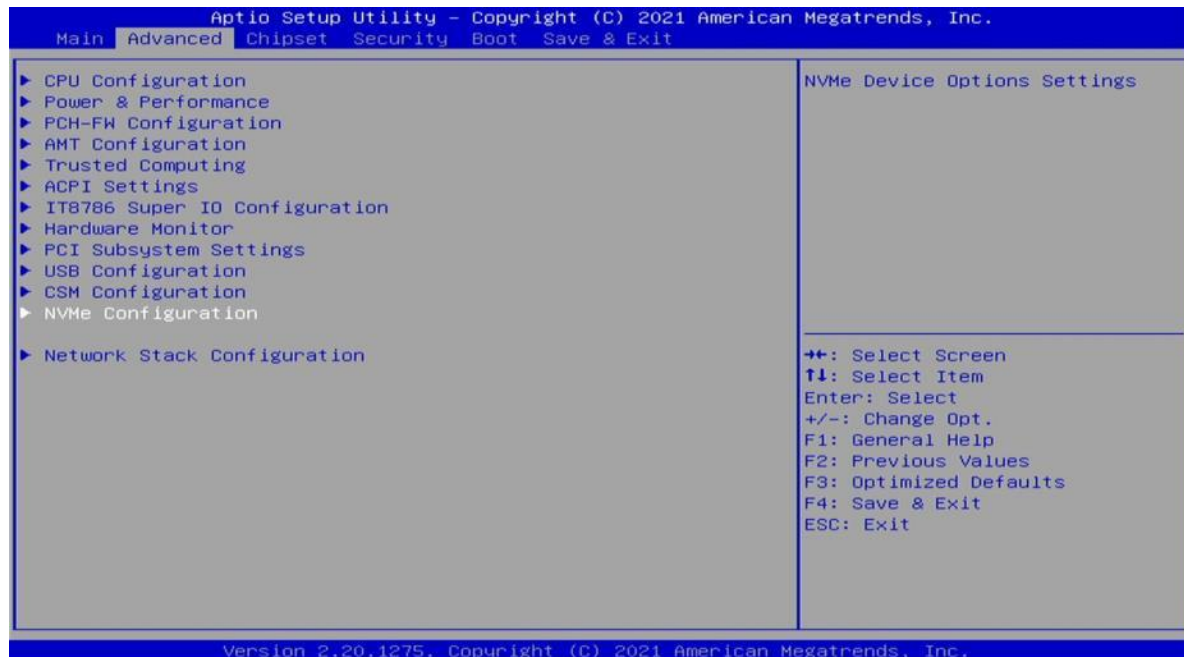 Aptio Setup Utility – Copyright (C) 2021 American Megatrends, Inc.
Main Advanced Chipset Security Boot Save & Exit
▶ CPU Configuration
▶ Power & Performance
▶ PCH-FW Configuration
▶ AMT Configuration
▶ Trusted Computing
▶ ACPI Settings
▶ IT8786 Super IO Configuration
▶ Hardware Monitor
▶ PCI Subsystem Settings
▶ USB Configuration
▶ CSM Configuration
▶ NVMe Configuration
▶ Network Stack Configuration
NVMe Device Options Settings
→←: Select Screen
↑↓: Select Item
Enter: Select
+/-: Change Opt.
F1: General Help
F2: Previous Values
F3: Optimized Defaults
F4: Save & Exit
ESC: Exit
Version 2.20.1275. Copyright (C) 2021 American Megatrends, Inc.